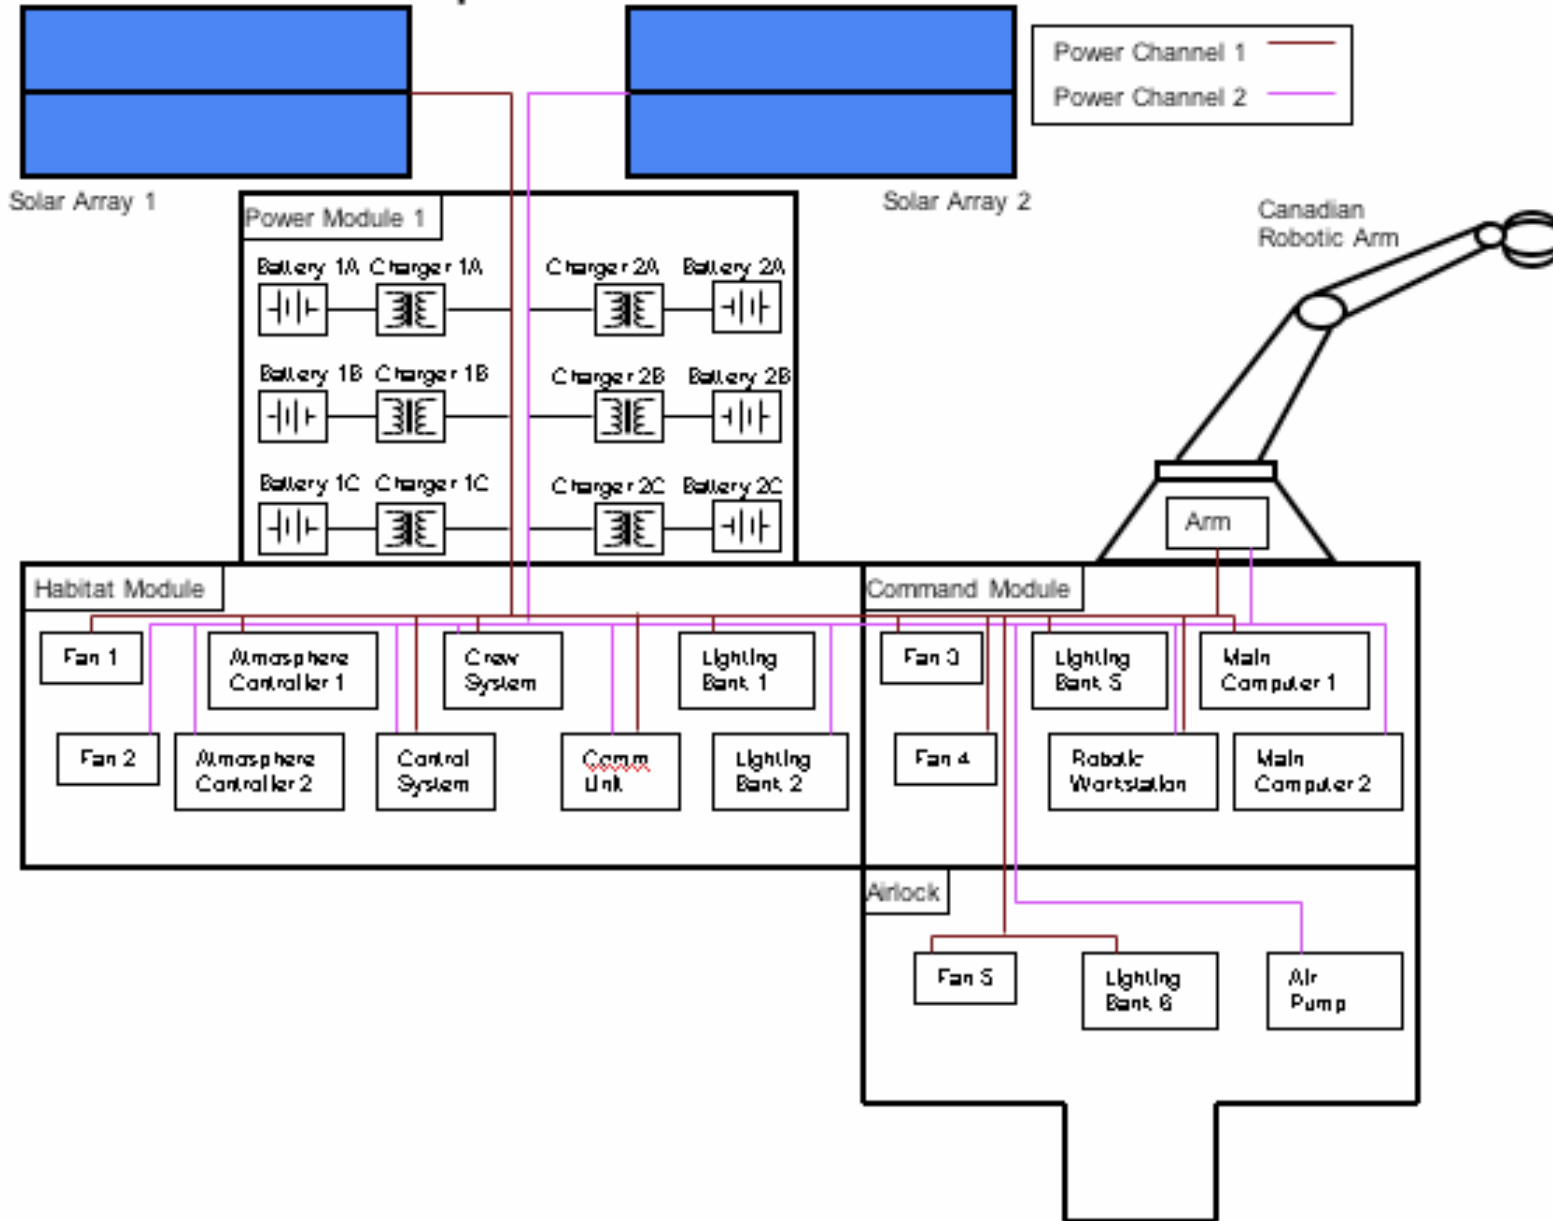 Power Channel 1
Power Channel 2
Solar Array 1
Solar Array 2
Canadian
Robotic Arm
Power Module 1
Battery 1A
Charger 1A
Charger 2A
Battery 2A
Battery 1B
Charger 1B
Charger 2B
Battery 2B
Battery 1C
Charger 1C
Charger 2C
Battery 2C
Arm
Habitat Module
Command Module
Fan 1
Atmosphere
Controller 1
Crew
System
Lighting
Bank 1
Fan 3
Lighting
Bank 5
Main
Computer 1
Fan 2
Atmosphere
Controller 2
Control
System
Comm
Unit
Lighting
Bank 2
Fan 4
Robotic
Workstation
Main
Computer 2
Airlock
Fan 5
Lighting
Bank 6
Air
Pump